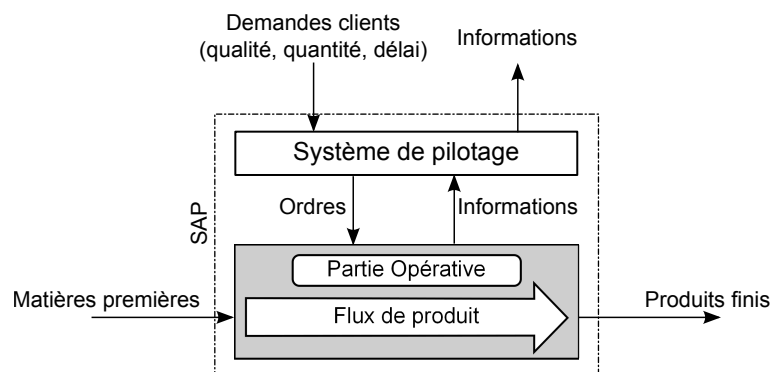 Demandes clients
(qualité, quantité, délai)
Informations
Système de pilotage
Ordres
Informations
SAP
Partie Opérative
Matières premières
Flux de produit
Produits finis